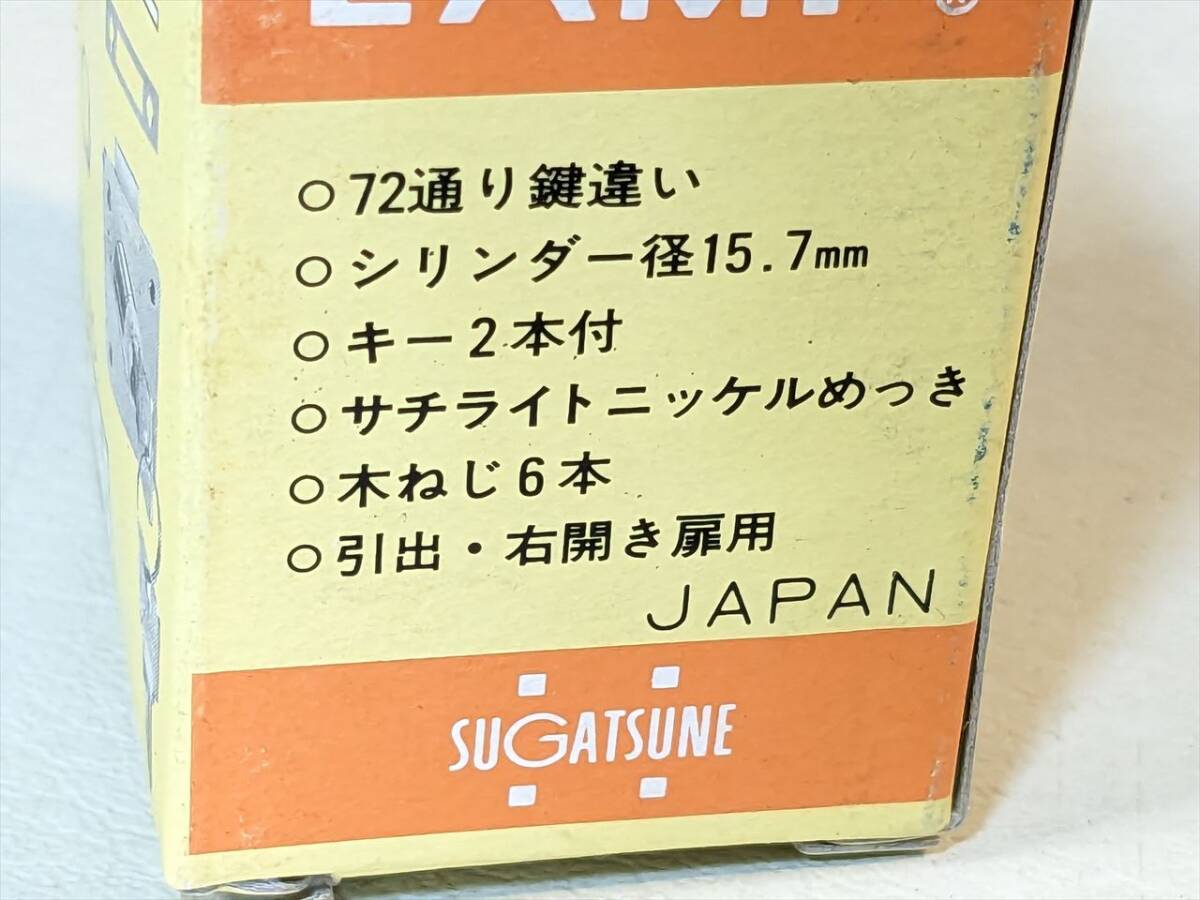 LAMP®
○72通り鍵違い
○シリンダー径15.7mm
○キー2本付
○サチライトニッケルめっき
○木ねじ6本
○引出・右開き扉用
JAPAN
SUGATSUNE